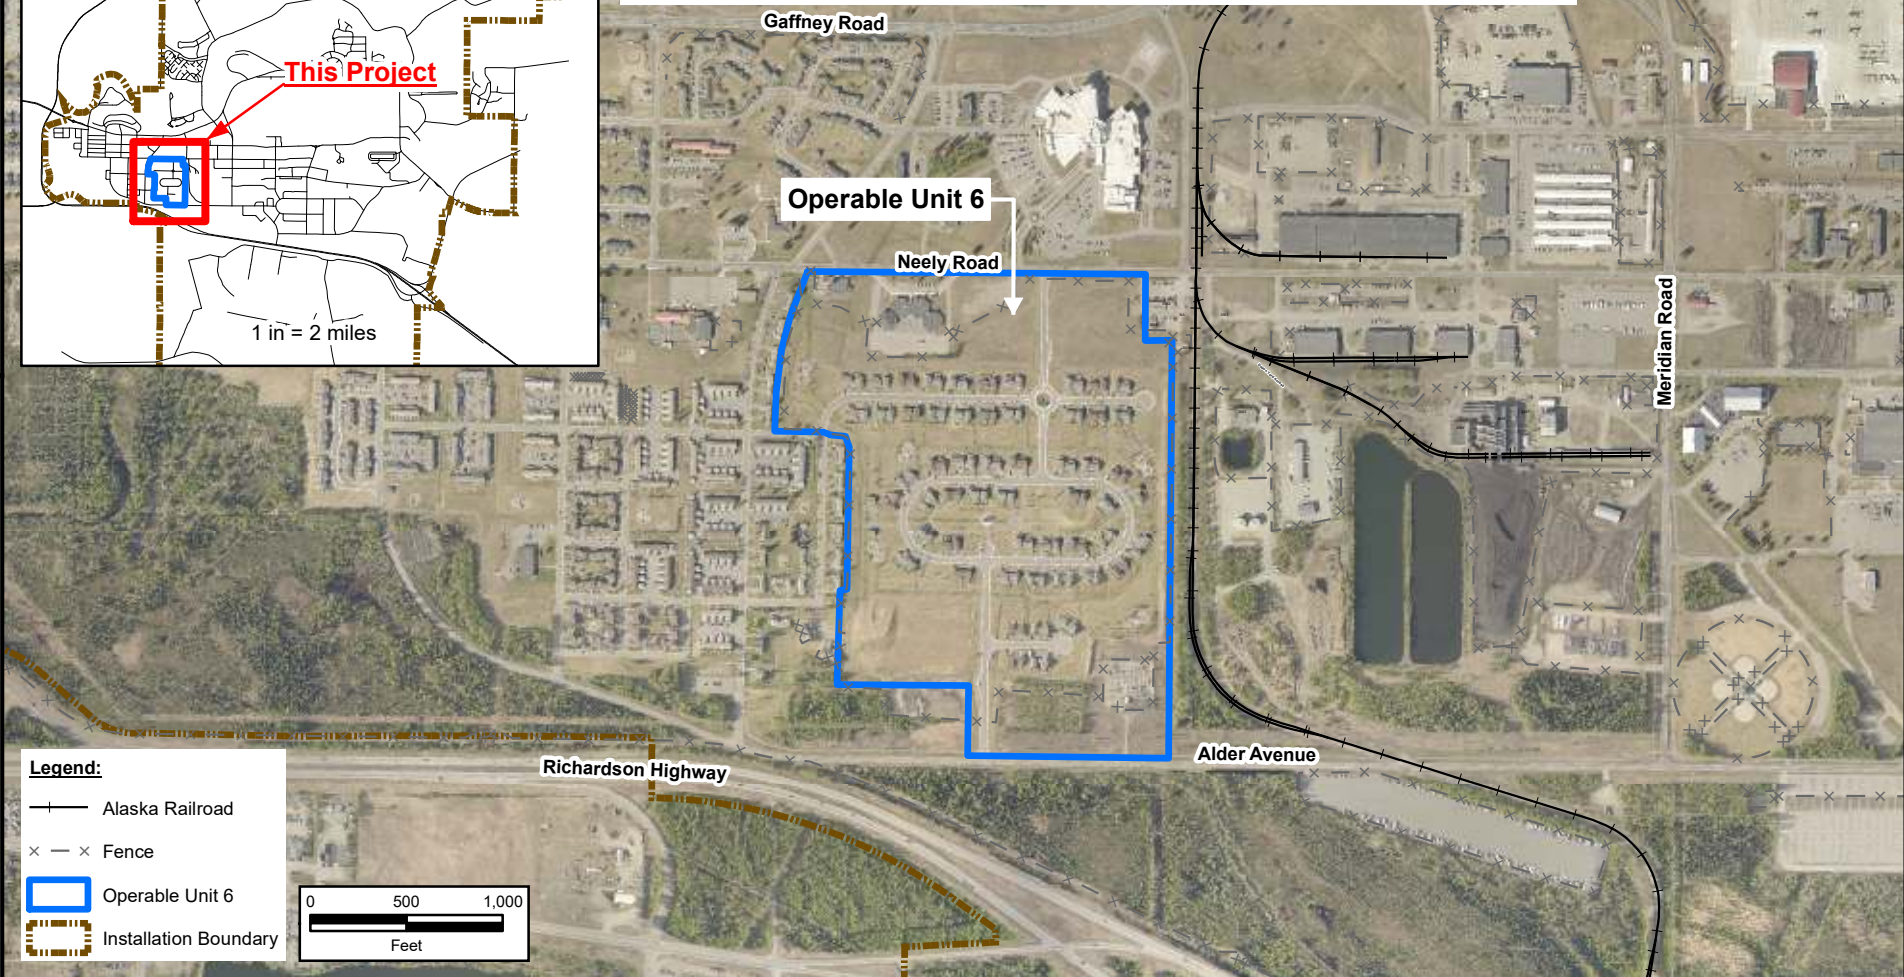 Gaffney Road
This Project
Operable Unit 6
Neely Road
1 in = 2 miles
Meridian Road
Alder Avenue
Richardson Highway
Legend:
Alaska Railroad
Fence
Operable Unit 6
Installation Boundary
0 500 1,000
Feet